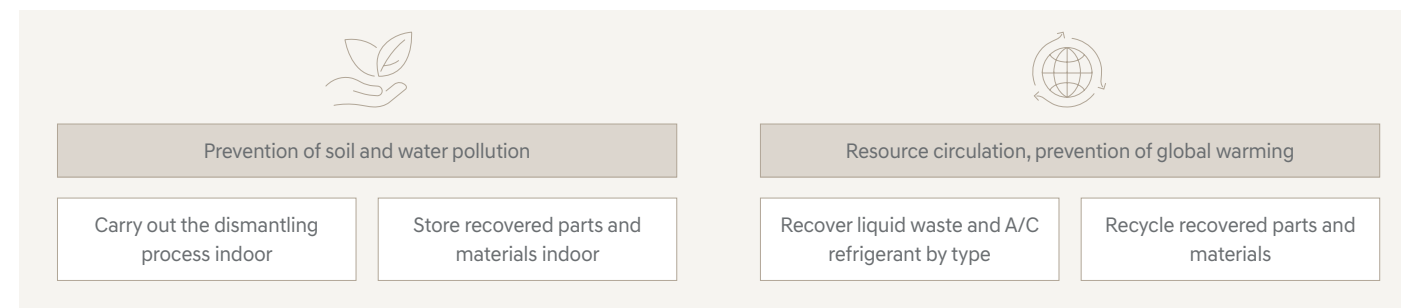 Prevention of soil and water pollution
Carry out the dismantling
process indoor
Store recovered parts and
materials indoor
Resource circulation, prevention of global warming
Recover liquid waste and A/C
refrigerant by type
Recycle recovered parts and
materials